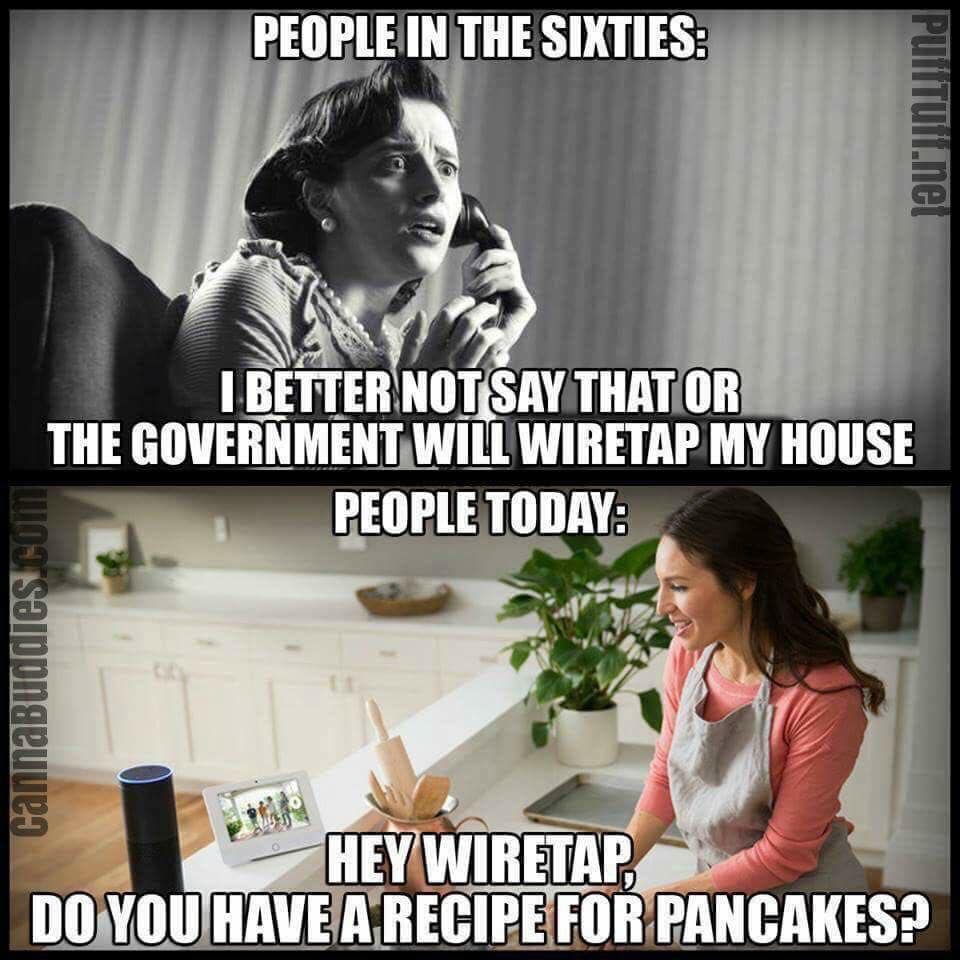 PEOPLE IN THE SIXTIES:
PuffTuff.net
I BETTER NOT SAY THAT OR
THE GOVERNMENT WILL WIRETAP MY HOUSE
PEOPLE TODAY:
CannaBuddies.com
HEY WIRETAP,
DO YOU HAVE A RECIPE FOR PANCAKES?